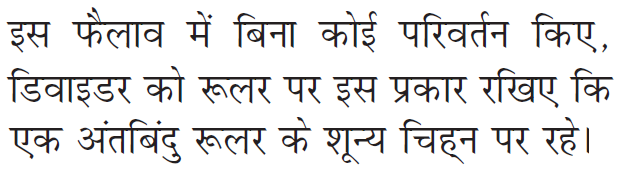 इस फैलाव में बिना कोई परिवर्तन किए,
डिवाइडर को रूलर पर इस प्रकार रखिए कि
एक अंतबिंदु रूलर के शून्य चिह्‌न पर रहे।